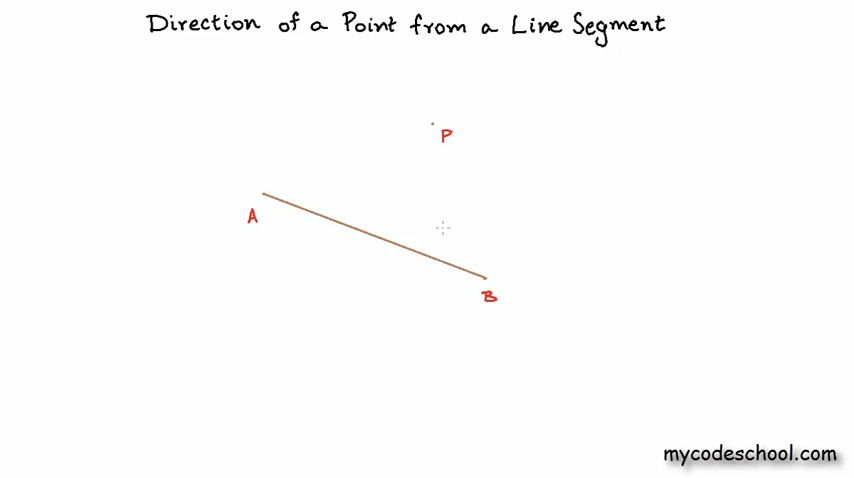 Direction of a Point from a Line Segment
P
A
B
mycodeschool.com